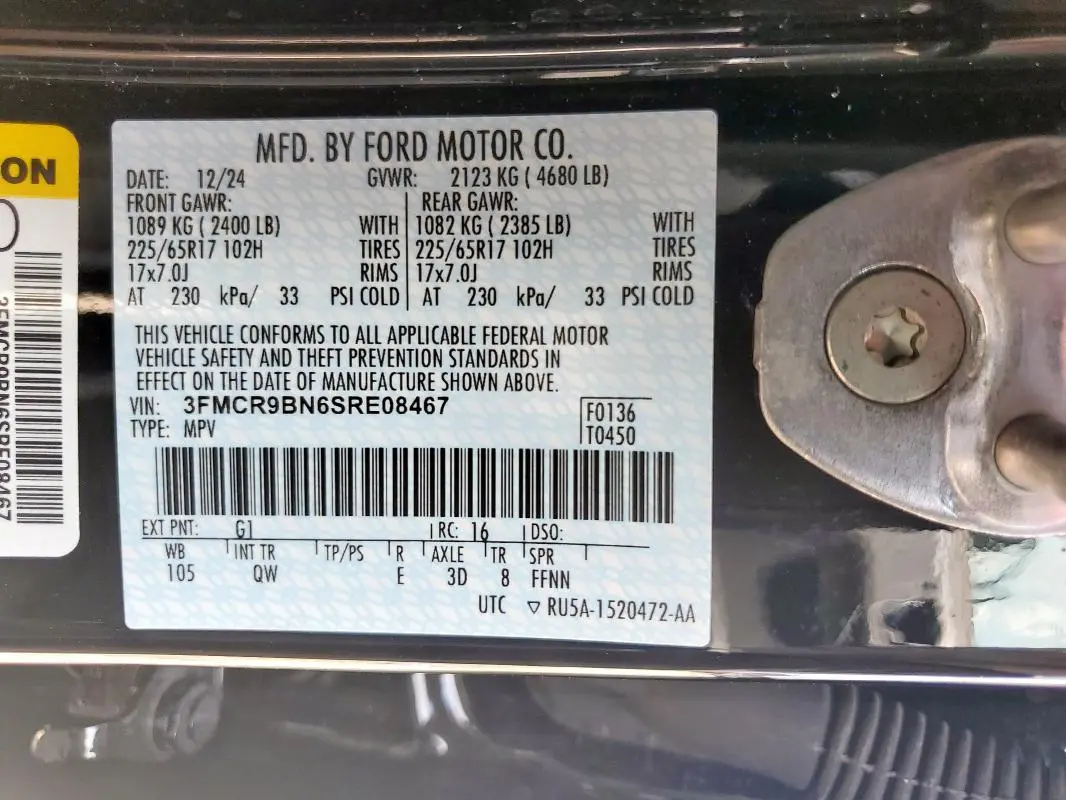 MFD. BY FORD MOTOR CO.
DATE: 12/24 GVWR: 2123 KG ( 4680 LB)
FRONT GAWR: REAR GAWR:
1089 KG ( 2400 LB) WITH 1082 KG ( 2385 LB) WITH
225/65R17 102H TIRES 225/65R17 102H TIRES
17x7.0J RIMS 17x7.0J RIMS
AT 230 kPa/ 33 PSI COLD AT 230 kPa/ 33 PSI COLD
THIS VEHICLE CONFORMS TO ALL APPLICABLE FEDERAL MOTOR
VEHICLE SAFETY AND THEFT PREVENTION STANDARDS IN
EFFECT ON THE DATE OF MANUFACTURE SHOWN ABOVE.
VIN: 3FMCR9BN6SRE08467
TYPE: MPV
F0136
T0450
EXT PNT: G1 RC: 16 DSO:
WB INT TR TP/PS R AXLE TR SPR
105 QW E 3D 8 FFNN
UTC ▽ RU5A-1520472-AA
ON
3FMCR9BN6SRE08467